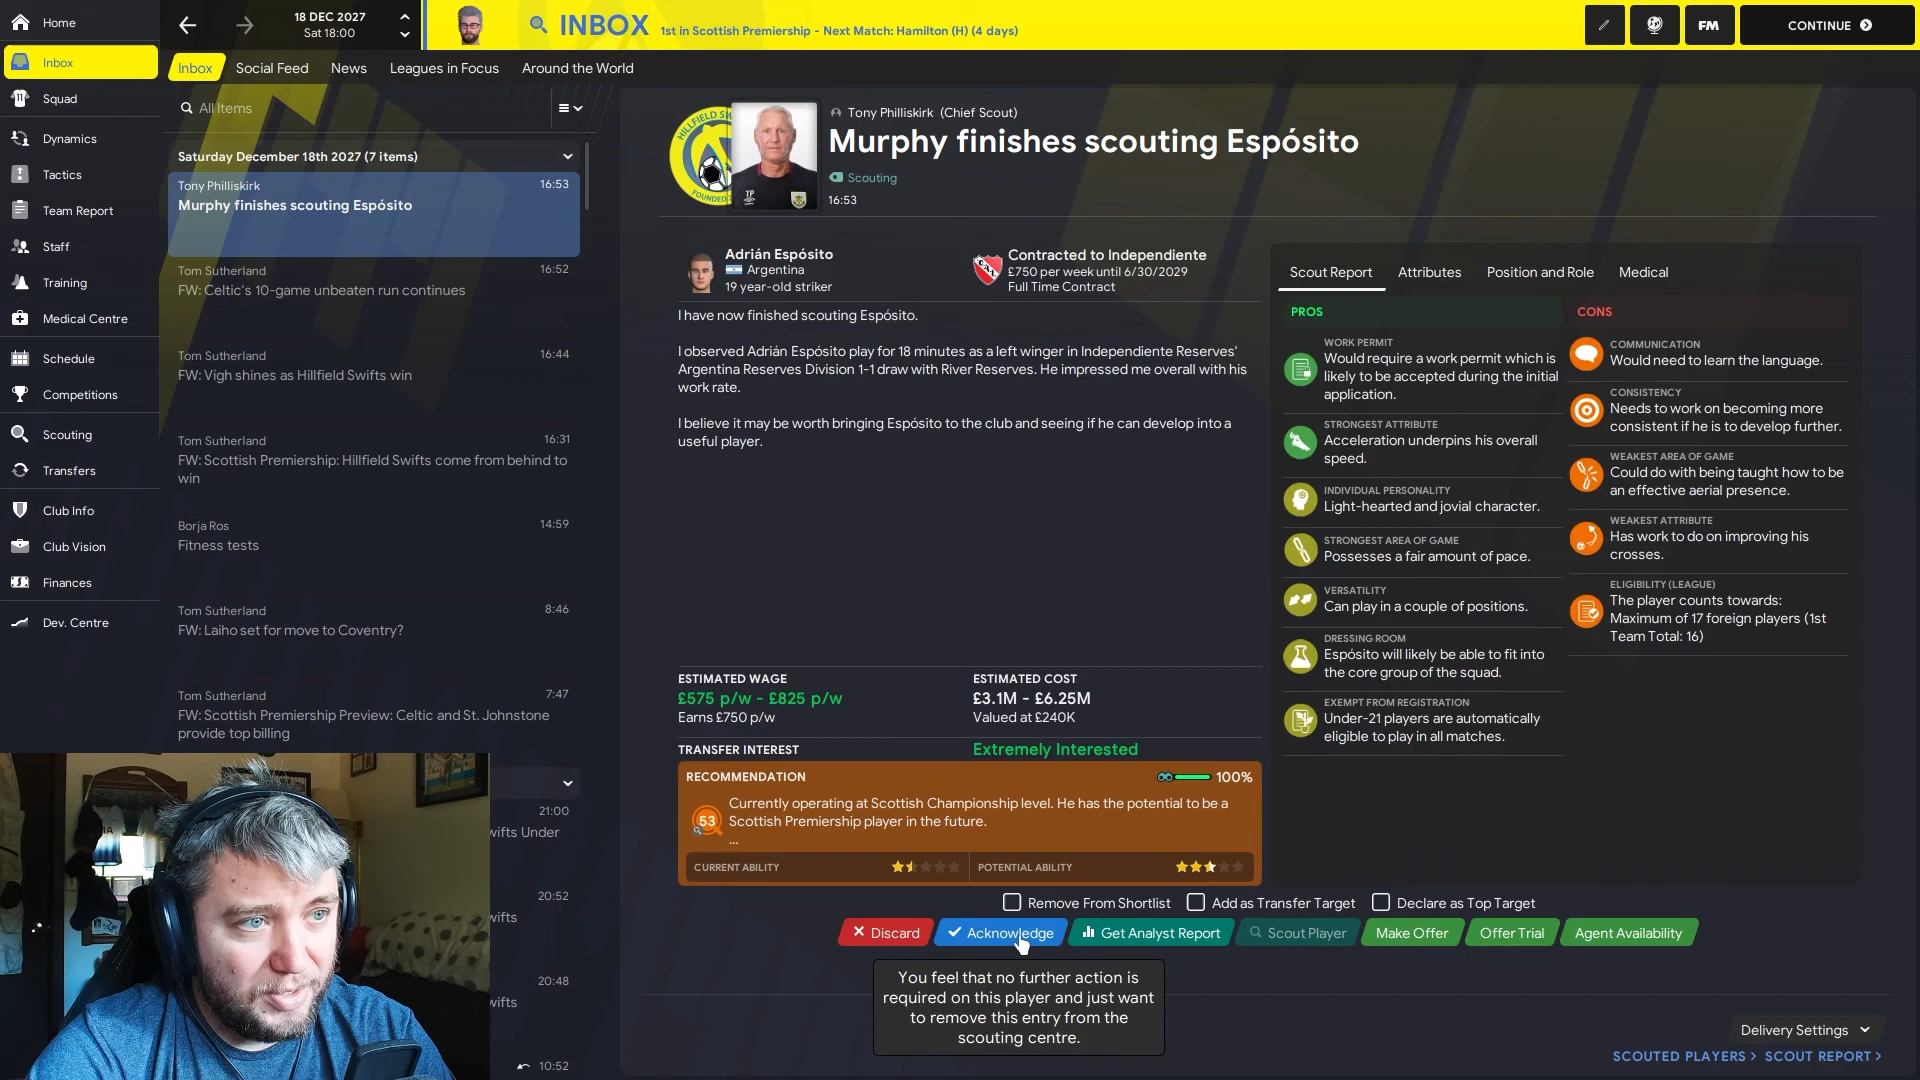 Home
Inbox
Squad
Dynamics
Tactics
Team Report
Staff
Training
Medical Centre
Schedule
Competitions
Scouting
Transfers
Club Info
Club Vision
Finances
Dev. Centre
18 DEC 2027
Sat 18:00
INBOX
1st in Scottish Premiership - Next Match: Hamilton (H) (4 days)
FM
CONTINUE
Inbox
Social Feed
News
Leagues in Focus
Around the World
All Items
Saturday December 18th 2027 (7 items)
Tony Philliskirk 16:53
Murphy finishes scouting Espósito
Tom Sutherland 16:52
FW: Celtic's 10-game unbeaten run continues
Tom Sutherland 16:44
FW: Vigh shines as Hillfield Swifts win
Tom Sutherland 16:31
FW: Scottish Premiership: Hillfield Swifts come from behind to
win
Borja Ros 14:59
Fitness tests
Tom Sutherland 8:46
FW: Laiho set for move to Coventry?
Tom Sutherland 7:47
FW: Scottish Premiership Preview: Celtic and St. Johnstone
provide top billing
21:00
wifts Under
20:52
wifts
20:48
wifts
10:52
Tony Philliskirk (Chief Scout)
Murphy finishes scouting Espósito
Scouting
16:53
TP
Adrián Espósito
Argentina
19 year-old striker
Contracted to Independiente
£750 per week until 6/30/2029
Full Time Contract
I have now finished scouting Espósito.
I observed Adrián Espósito play for 18 minutes as a left winger in Independiente Reserves'
Argentina Reserves Division 1-1 draw with River Reserves. He impressed me overall with his
work rate.
I believe it may be worth bringing Espósito to the club and seeing if he can develop into a
useful player.
ESTIMATED WAGE
£575 p/w - £825 p/w
Earns £750 p/w
ESTIMATED COST
£3.1M - £6.25M
Valued at £240K
TRANSFER INTEREST
Extremely Interested
RECOMMENDATION
100%
53
Currently operating at Scottish Championship level. He has the potential to be a
Scottish Premiership player in the future.
...
CURRENT ABILITY
POTENTIAL ABILITY
Scout Report
Attributes
Position and Role
Medical
PROS
WORK PERMIT
Would require a work permit which is
likely to be accepted during the initial
application.
STRONGEST ATTRIBUTE
Acceleration underpins his overall
speed.
INDIVIDUAL PERSONALITY
Light-hearted and jovial character.
STRONGEST AREA OF GAME
Possesses a fair amount of pace.
VERSATILITY
Can play in a couple of positions.
DRESSING ROOM
Espósito will likely be able to fit into
the core group of the squad.
EXEMPT FROM REGISTRATION
Under-21 players are automatically
eligible to play in all matches.
CONS
COMMUNICATION
Would need to learn the language.
CONSISTENCY
Needs to work on becoming more
consistent if he is to develop further.
WEAKEST AREA OF GAME
Could do with being taught how to be
an effective aerial presence.
WEAKEST ATTRIBUTE
Has work to do on improving his
crosses.
ELIGIBILITY (LEAGUE)
The player counts towards:
Maximum of 17 foreign players (1st
Team Total: 16)
Remove From Shortlist
Add as Transfer Target
Declare as Top Target
Discard
Acknowledge
Get Analyst Report
Scout Player
Make Offer
Offer Trial
Agent Availability
You feel that no further action is
required on this player and just want
to remove this entry from the
scouting centre.
Delivery Settings
SCOUTED PLAYERS >
SCOUT REPORT >